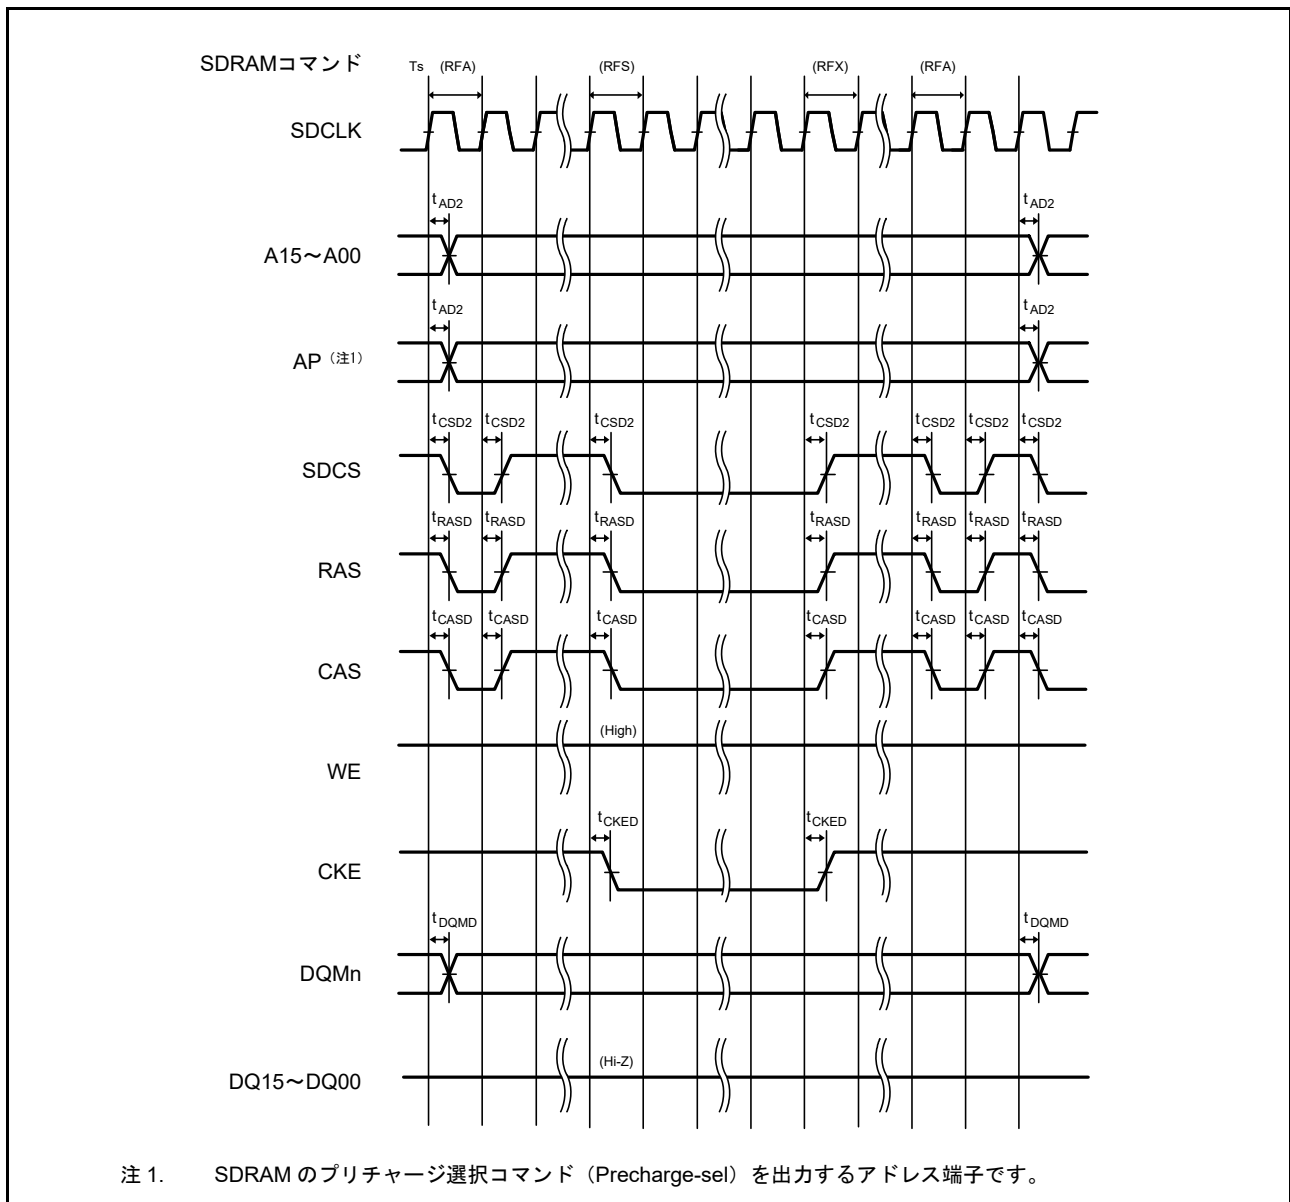 SDRAMコマンド Ts (RFA) (RFS) (RFX) (RFA)
SDCLK
tAD2 tAD2
A15～A00
tAD2 tAD2
AP（注1）
tCSD2 tCSD2 tCSD2 tCSD2 tCSD2 tCSD2 tCSD2
SDCS
tRASD tRASD tRASD tRASD tRASD tRASD tRASD
RAS
tCASD tCASD tCASD tCASD tCASD tCASD tCASD
CAS
(High)
WE
tCKED tCKED
CKE
tDQMD tDQMD
DQMn
(Hi-Z)
DQ15～DQ00
注 1. SDRAM のプリチャージ選択コマンド（Precharge-sel）を出力するアドレス端子です。